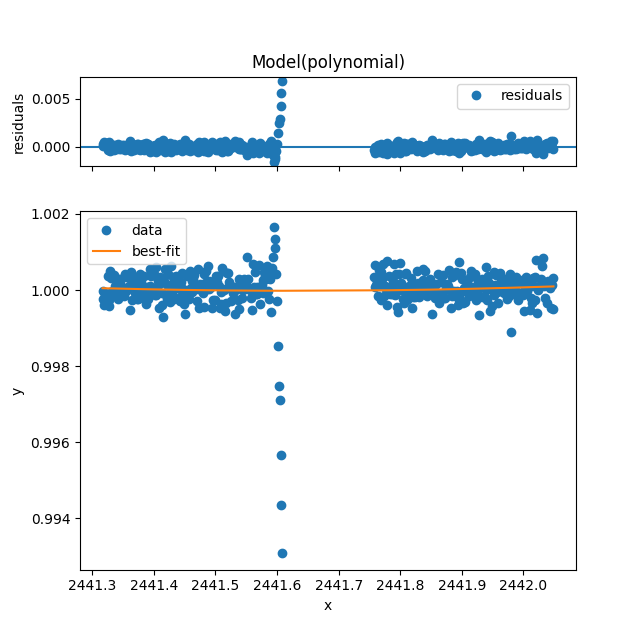 Model(polynomial)
residuals
0.005
0.000
residuals
1.002
1.000
0.998
0.996
0.994
y
data
best-fit
2441.3 2441.4 2441.5 2441.6 2441.7 2441.8 2441.9 2442.0
x